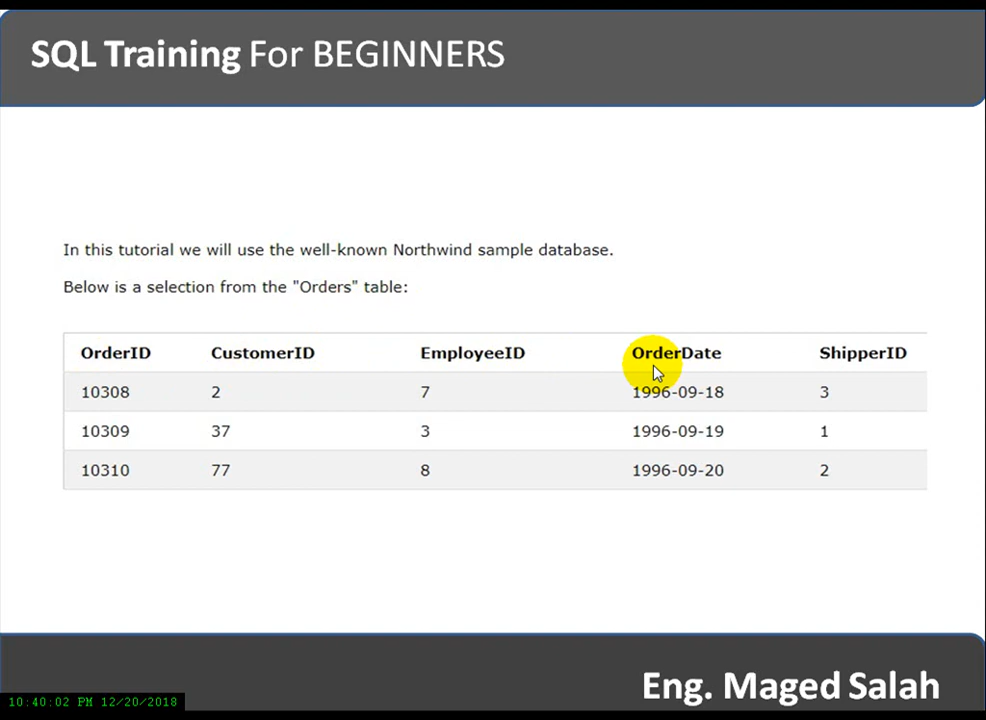 SQL Training For BEGINNERS
In this tutorial we will use the well-known Northwind sample database.
Below is a selection from the "Orders" table:
OrderID CustomerID EmployeeID OrderDate ShipperID
10308 2 7 1996-09-18 3
10309 37 3 1996-09-19 1
10310 77 8 1996-09-20 2
Eng. Maged Salah
10:40:02 PM 12/20/2018